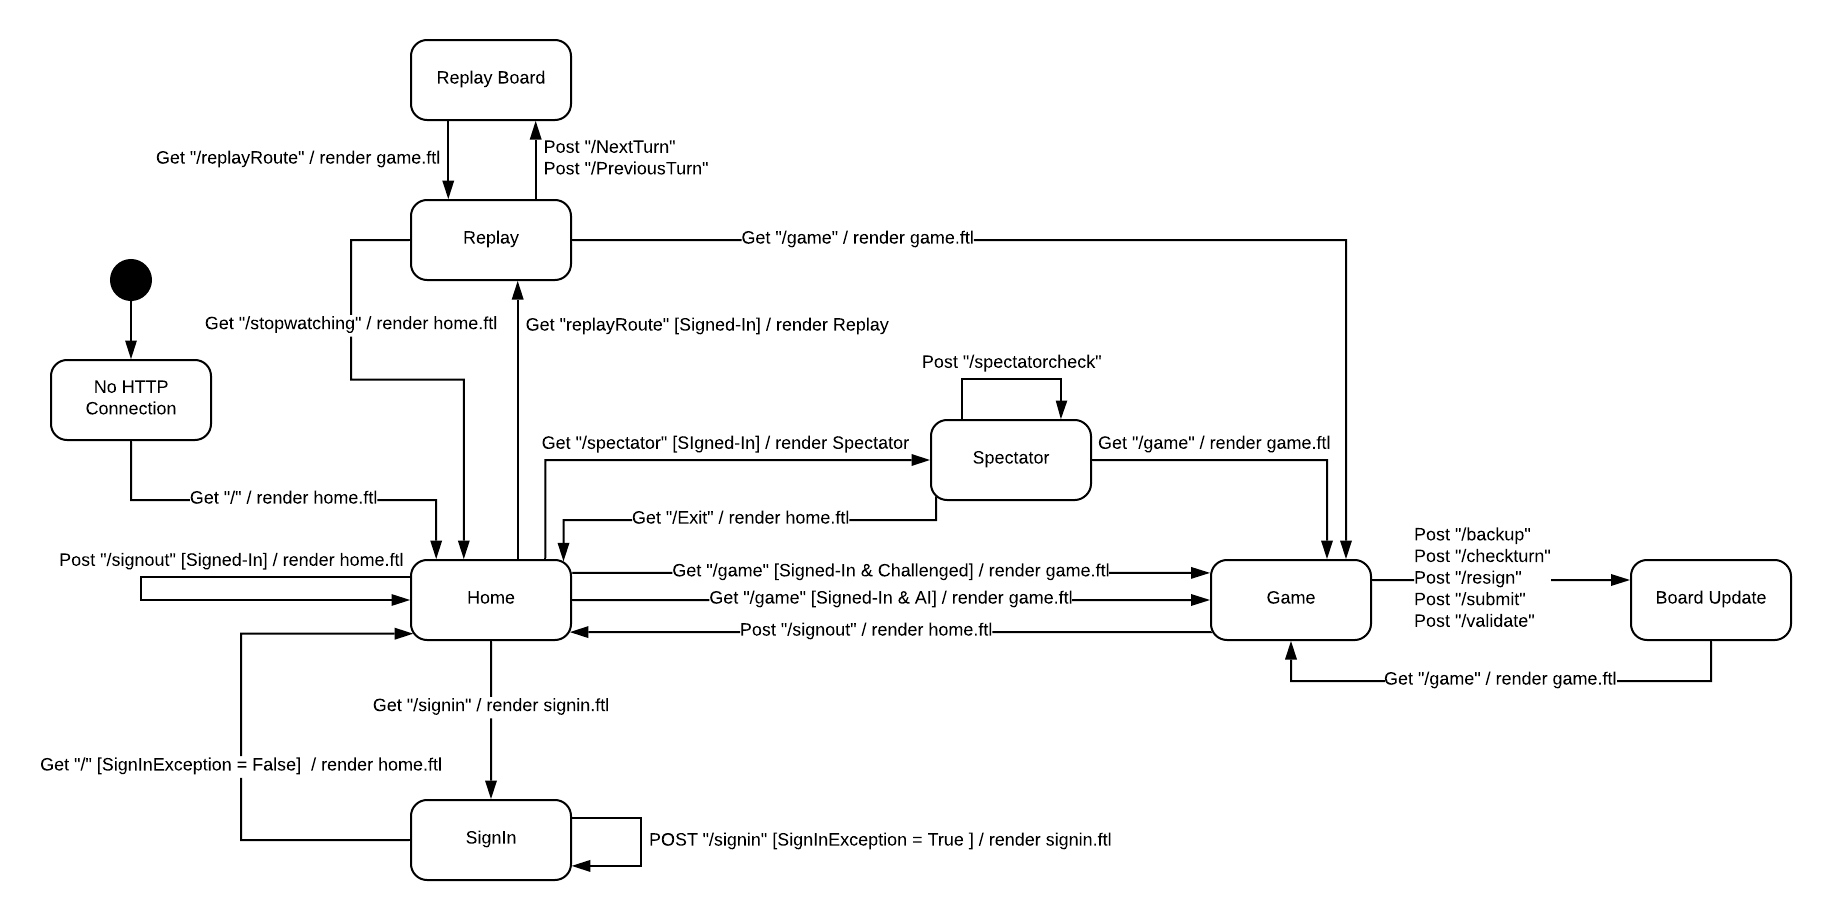 Replay Board
Get "/replayRoute" / render game.ftl
Post "/NextTurn"
Post "/PreviousTurn"
Replay
Get "/game" / render game.ftl
Get "/stopwatching" / render home.ftl
Get "replayRoute" [Signed-In] / render Replay
No HTTP
Connection
Post "/spectatorcheck"
Get "/spectator" [SIgned-In] / render Spectator
Spectator
Get "/game" / render game.ftl
Get "/" / render home.ftl
Get "/Exit" / render home.ftl
Post "/signout" [Signed-In] / render home.ftl
Home
Get "/game" [Signed-In & Challenged] / render game.ftl
Get "/game" [Signed-In & AI] / render game.ftl
Post "/signout" / render home.ftl
Game
Post "/backup"
Post "/checkturn"
Post "/resign"
Post "/submit"
Post "/validate"
Board Update
Get "/game" / render game.ftl
Get "/signin" / render signin.ftl
Get "/" [SignInException = False]  / render home.ftl
SignIn
POST "/signin" [SignInException = True ] / render signin.ftl